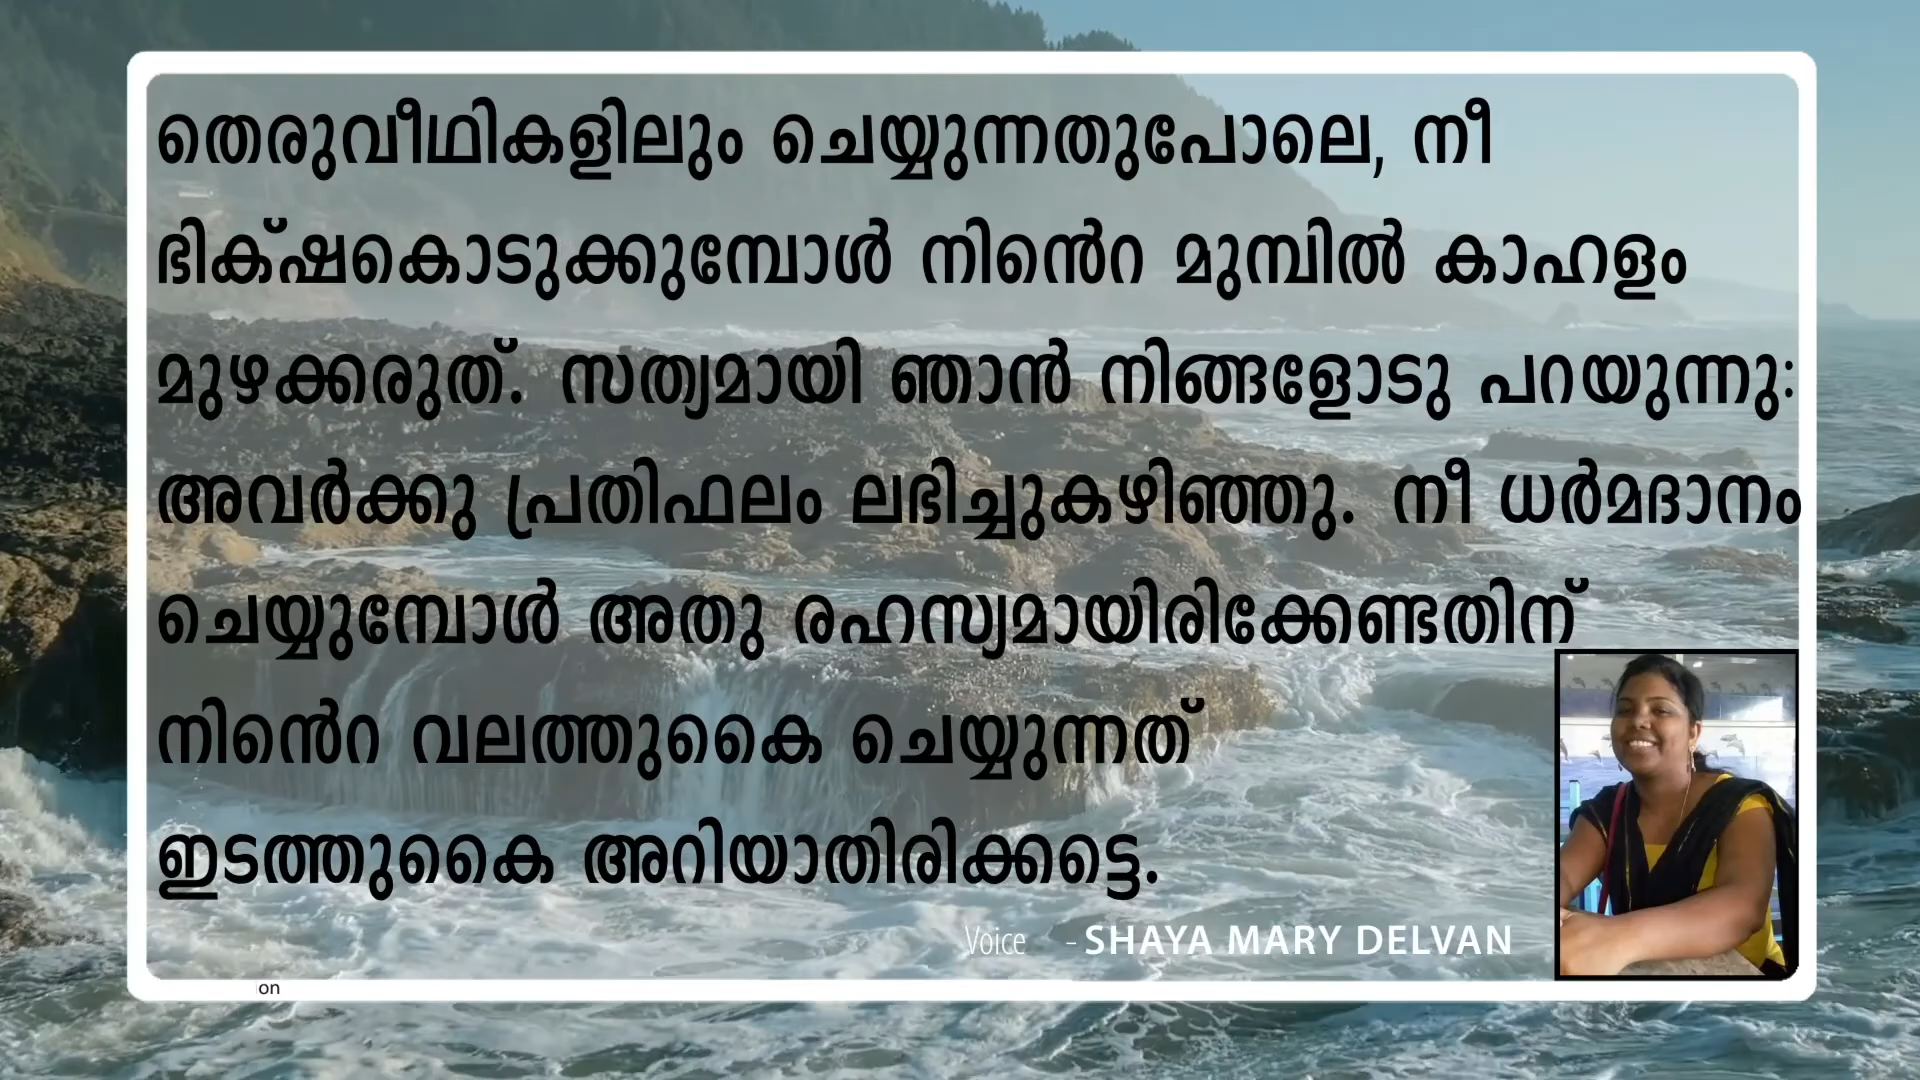 തെരുവീഥികളിലും ചെയ്യുന്നതുപോലെ, നീ
ഭിക്ഷകൊടുക്കുമ്പോൾ നിൻെറ മുമ്പിൽ കാഹളം
മുഴക്കരുത്. സത്യമായി ഞാൻ നിങ്ങളോടു പറയുന്നു:
അവർക്കു പ്രതിഫലം ലഭിച്ചുകഴിഞ്ഞു. നീ ധർമദാനം
ചെയ്യുമ്പോൾ അതു രഹസ്യമായിരിക്കേണ്ടതിന്
നിൻെറ വലത്തുകൈ ചെയ്യുന്നത്
ഇടത്തുകൈ അറിയാതിരിക്കട്ടെ.
Voice - SHAYA MARY DELVAN
on